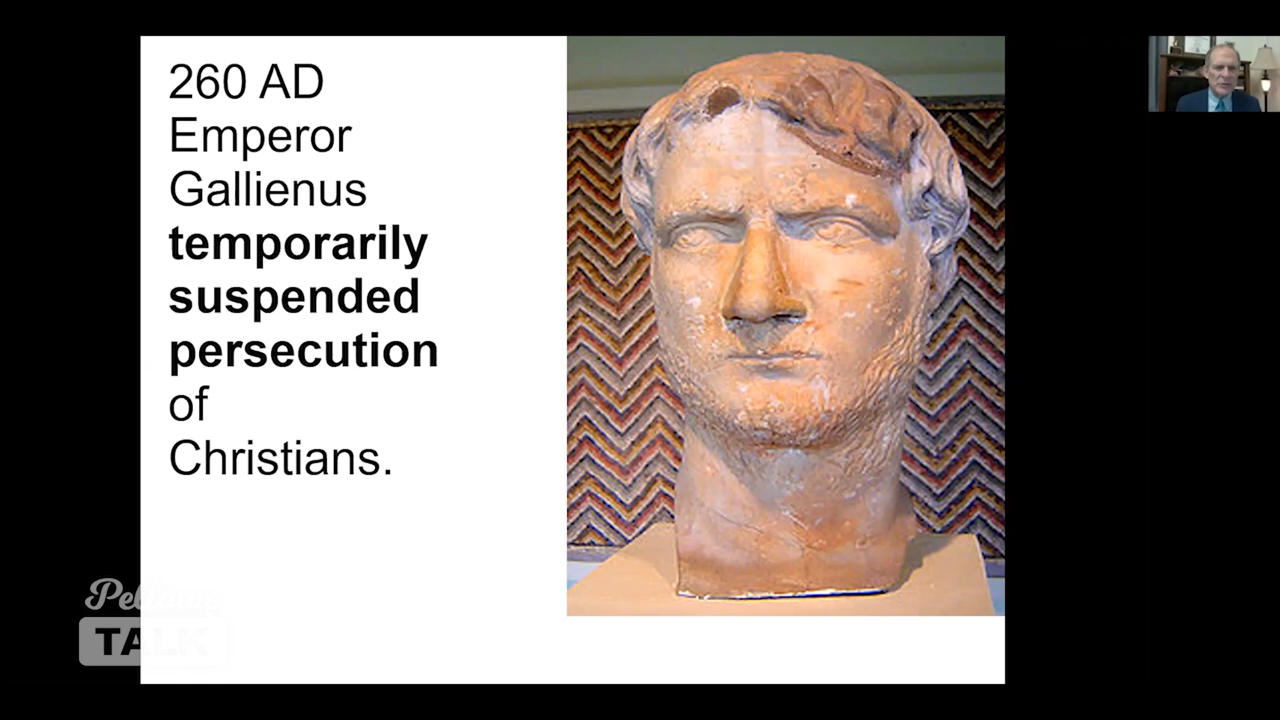 260 AD
Emperor
Gallienus
temporarily
suspended
persecution
of
Christians.
TALK